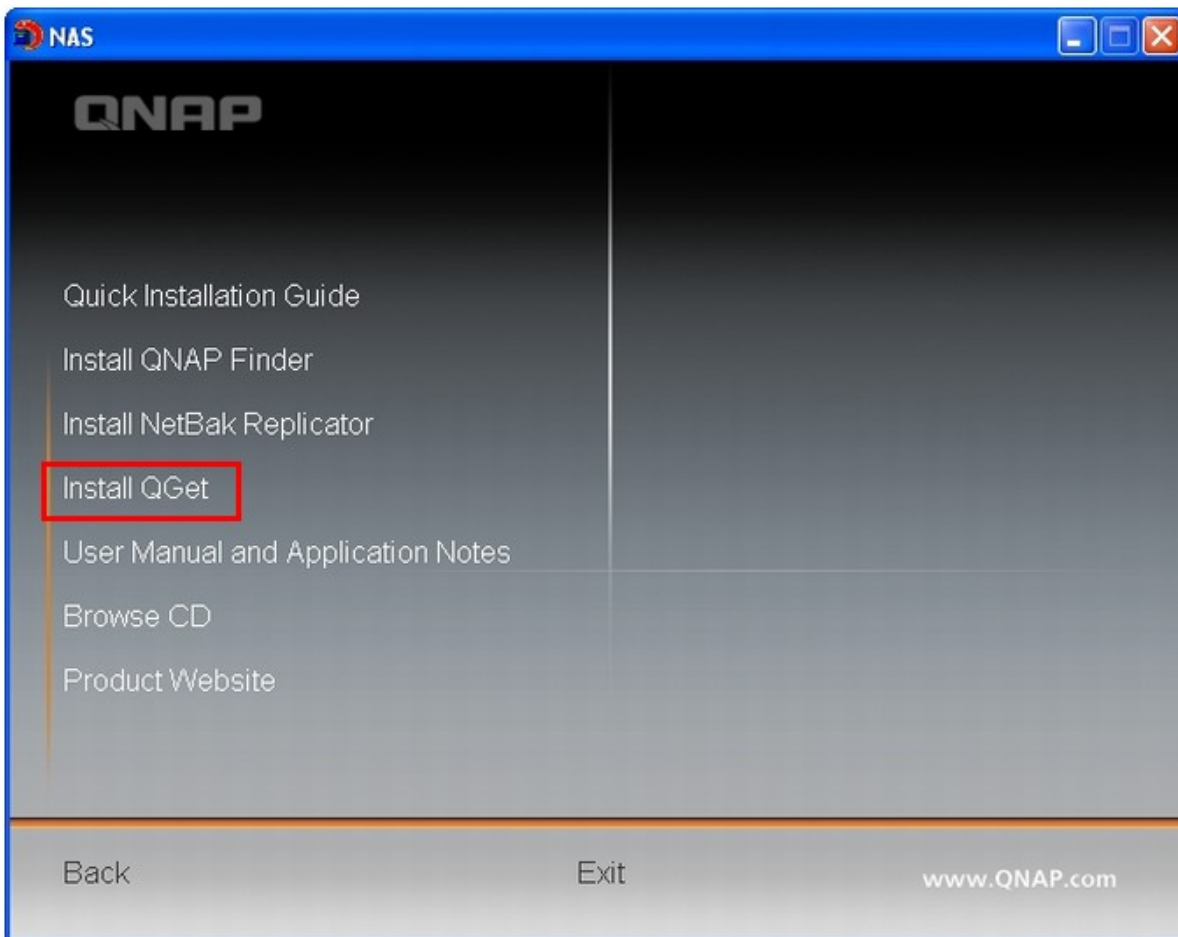 NAS
QNAP
Quick Installation Guide
Install QNAP Finder
Install NetBak Replicator
Install QGet
User Manual and Application Notes
Browse CD
Product Website
Back
Exit
www.QNAP.com